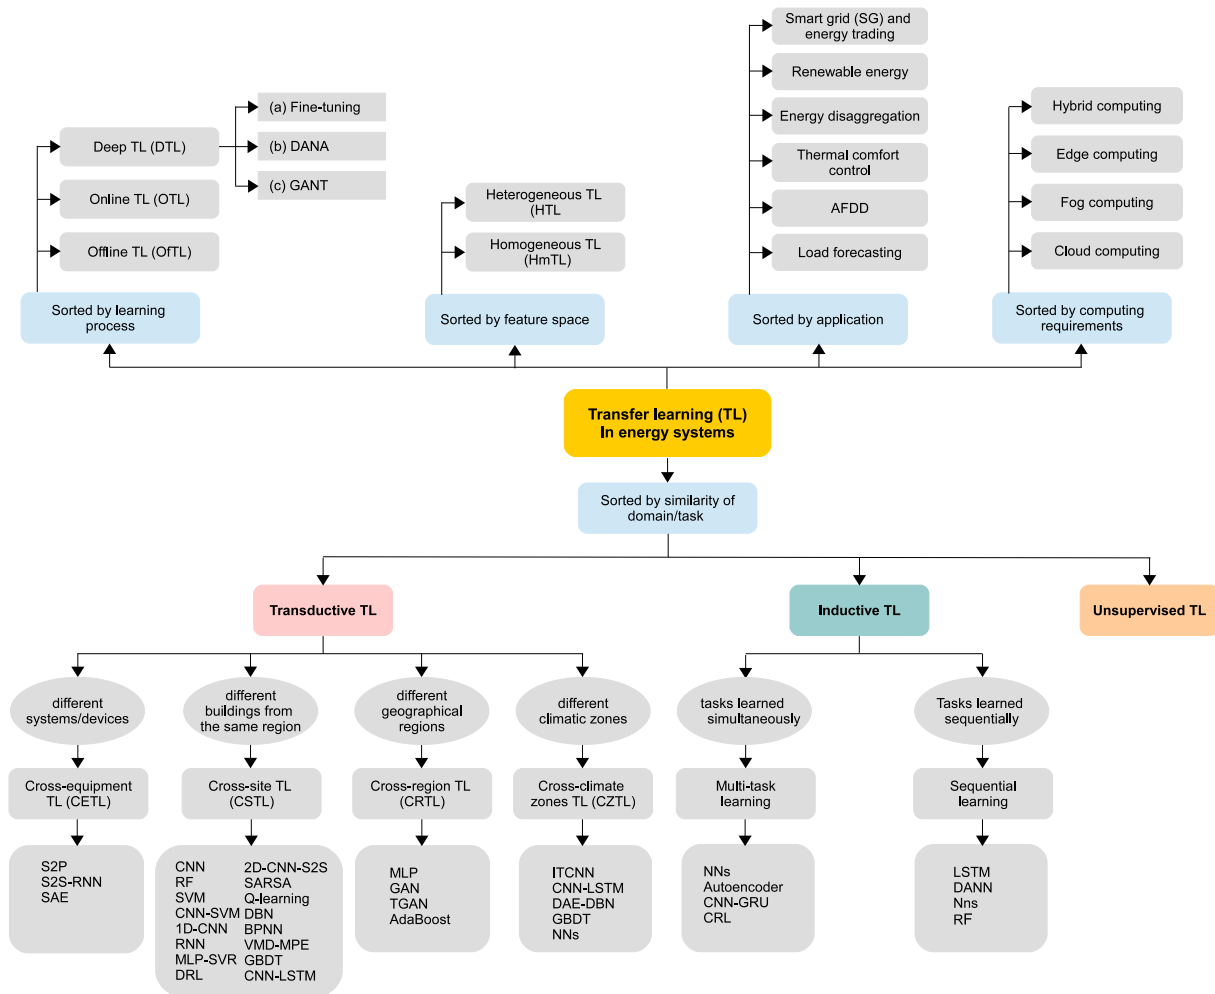 Smart grid (SG) and
energy trading
Renewable energy
Energy disaggregation
Thermal comfort
control
AFDD
Load forecasting
Hybrid computing
Edge computing
Fog computing
Cloud computing
(a) Fine-tuning
(b) DANA
(c) GANT
Deep TL (DTL)
Online TL (OTL)
Offline TL (OfTL)
Heterogeneous TL
(HTL
Homogeneous TL
(HmTL)
Sorted by learning
process
Sorted by feature space
Sorted by application
Sorted by computing
requirements
Transfer learning (TL)
In energy systems
Sorted by similarity of
domain/task
Transductive TL
Inductive TL
Unsupervised TL
different
systems/devices
different
buildings from
the same region
different
geographical
regions
different
climatic zones
tasks learned
simultaneously
Tasks learned
sequentially
Cross-equipment
TL (CETL)
Cross-site TL
(CSTL)
Cross-region TL
(CRTL)
Cross-climate
zones TL (CZTL)
Multi-task
learning
Sequential
learning
S2P
S2S-RNN
SAE
CNN
RF
SVM
CNN-SVM
1D-CNN
RNN
MLP-SVR
DRL
2D-CNN-S2S
SARSA
Q-learning
DBN
BPNN
VMD-MPE
GBDT
CNN-LSTM
MLP
GAN
TGAN
AdaBoost
ITCNN
CNN-LSTM
DAE-DBN
GBDT
NNs
NNs
Autoencoder
CNN-GRU
CRL
LSTM
DANN
Nns
RF